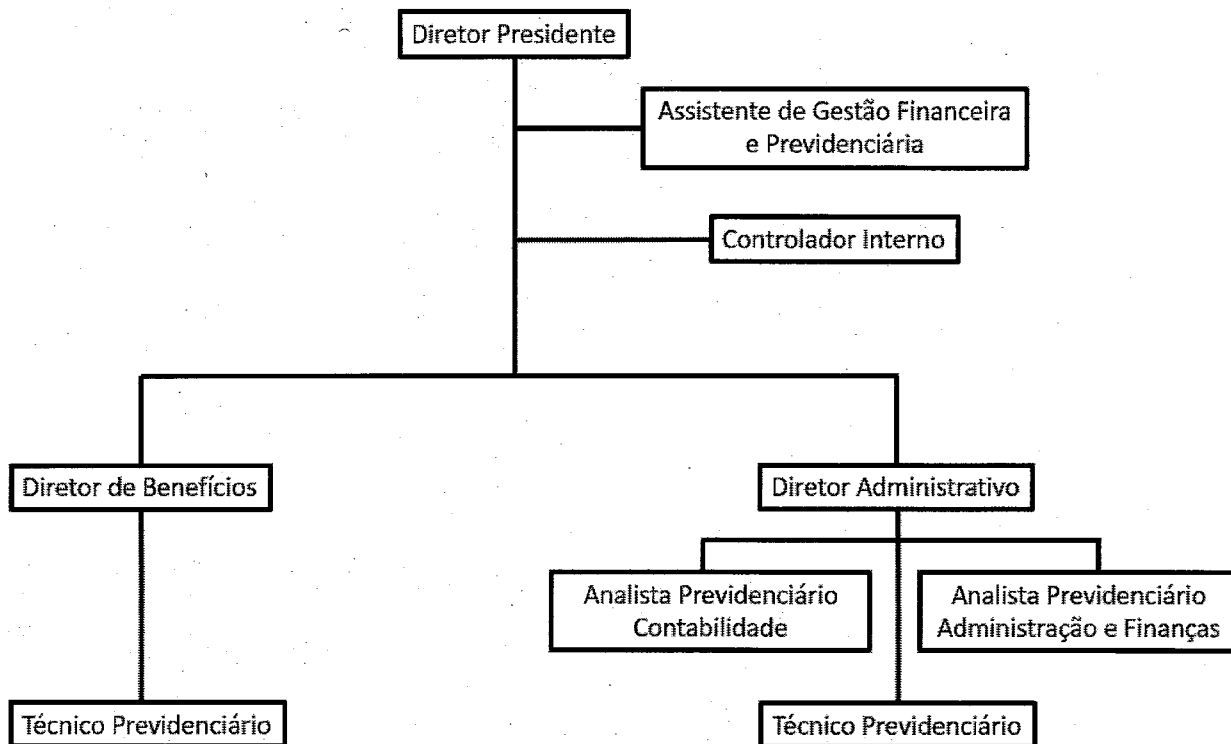 Diretor Presidente
Assistente de Gestão Financeira
e Previdenciária
Controlador Interno
Diretor de Benefícios
Diretor Administrativo
Analista Previdenciário
Contabilidade
Analista Previdenciário
Administração e Finanças
Técnico Previdenciário
Técnico Previdenciário